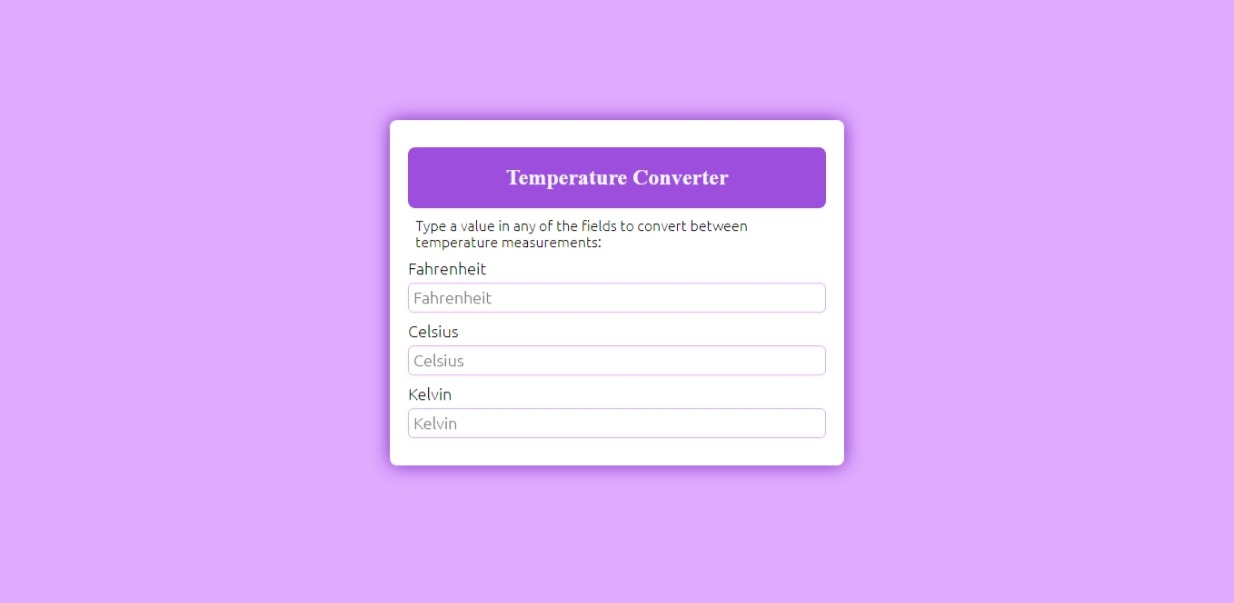 Temperature Converter
Type a value in any of the fields to convert between
temperature measurements:
Fahrenheit
Fahrenheit
Celsius
Celsius
Kelvin
Kelvin